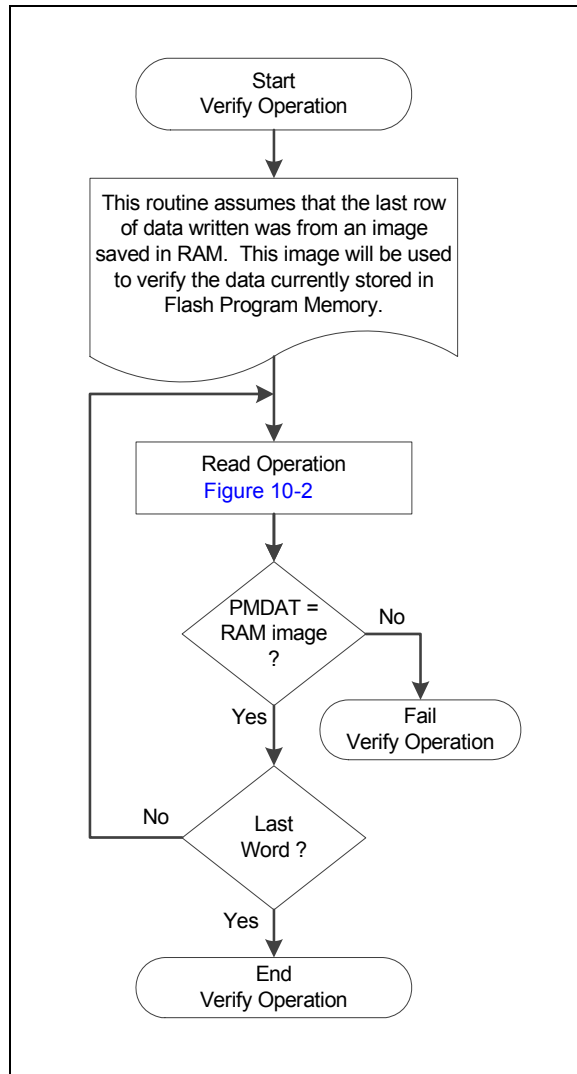 Start
Verify Operation
This routine assumes that the last row
of data written was from an image
saved in RAM. This image will be used
to verify the data currently stored in
Flash Program Memory.
Read Operation
Figure 10-2
PMDAT =
RAM image
?
No
Yes
Fail
Verify Operation
No
Last
Word ?
Yes
End
Verify Operation